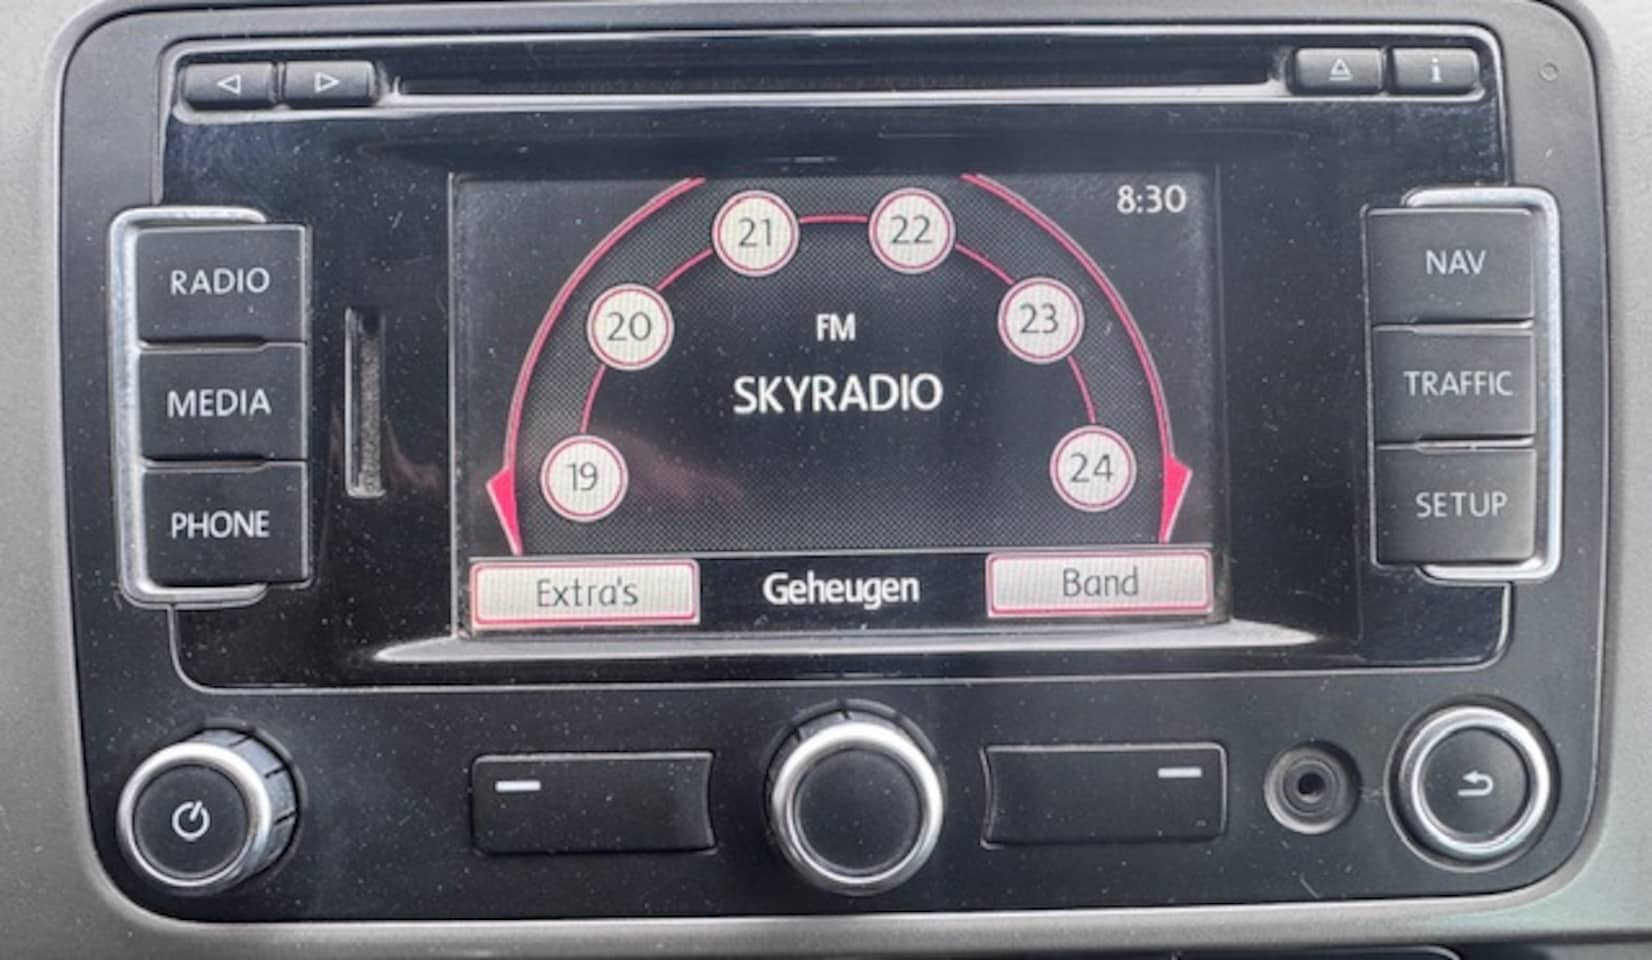 i
RADIO
MEDIA
PHONE
8:30
21
22
20
23
19
24
FM
SKYRADIO
Extra's
Geheugen
Band
NAV
TRAFFIC
SETUP